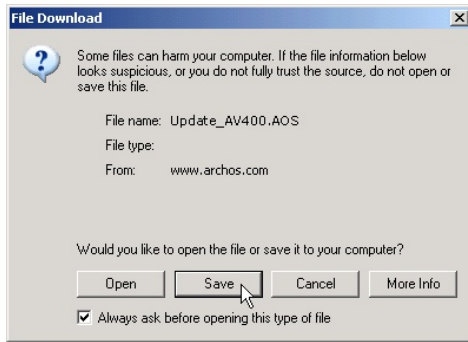 File Download
Some files can harm your computer. If the file information below
looks suspicious, or you do not fully trust the source, do not open or
save this file.
File name: Update_AV400.AOS
File type:
From: www.archos.com
Would you like to open the file or save it to your computer?
Open Save Cancel More Info
Always ask before opening this type of file